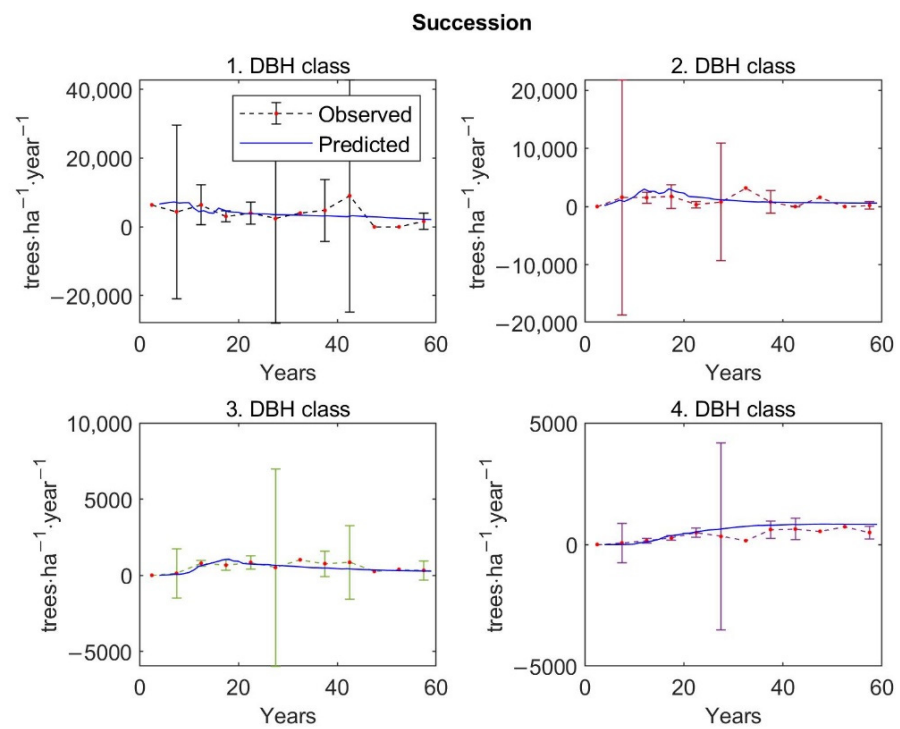 Succession
1. DBH class
40,000
20,000
0
−20,000
trees·ha⁻¹·year⁻¹
Observed
Predicted
0 20 40 60
Years
2. DBH class
20,000
10,000
0
−10,000
−20,000
trees·ha⁻¹·year⁻¹
0 20 40 60
Years
3. DBH class
10,000
5000
0
−5000
trees·ha⁻¹·year⁻¹
0 20 40 60
Years
4. DBH class
5000
0
−5000
trees·ha⁻¹·year⁻¹
0 20 40 60
Years